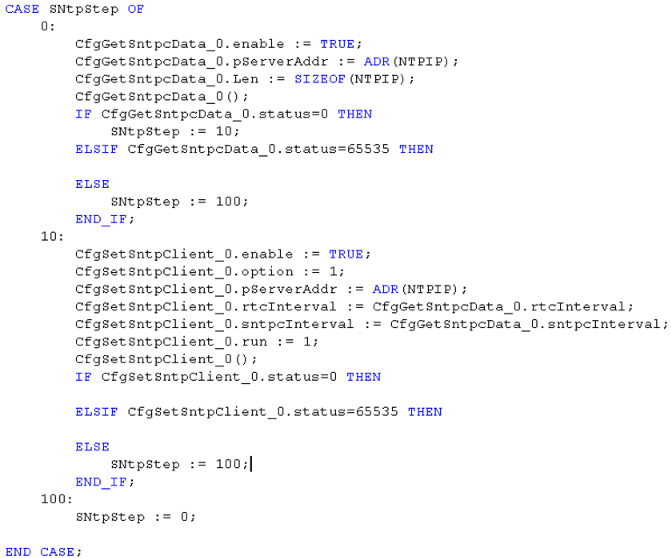 CASE SNtpStep OF
0:
CfgGetSntpcData_0.enable := TRUE;
CfgGetSntpcData_0.pServerAddr := ADR(NTPIP);
CfgGetSntpcData_0.Len := SIZEOF(NTPIP);
CfgGetSntpcData_0();
IF CfgGetSntpcData_0.status=0 THEN
SNtpStep := 10;
ELSIF CfgGetSntpcData_0.status=65535 THEN
ELSE
SNtpStep := 100;
END_IF;
10:
CfgSetSntpClient_0.enable := TRUE;
CfgSetSntpClient_0.option := 1;
CfgSetSntpClient_0.pServerAddr := ADR(NTPIP);
CfgSetSntpClient_0.rtcInterval := CfgGetSntpcData_0.rtcInterval;
CfgSetSntpClient_0.sntpcInterval := CfgGetSntpcData_0.sntpcInterval;
CfgSetSntpClient_0.run := 1;
CfgSetSntpClient_0();
IF CfgSetSntpClient_0.status=0 THEN
ELSIF CfgSetSntpClient_0.status=65535 THEN
ELSE
SNtpStep := 100;
END_IF;
100:
SNtpStep := 0;
END_CASE;